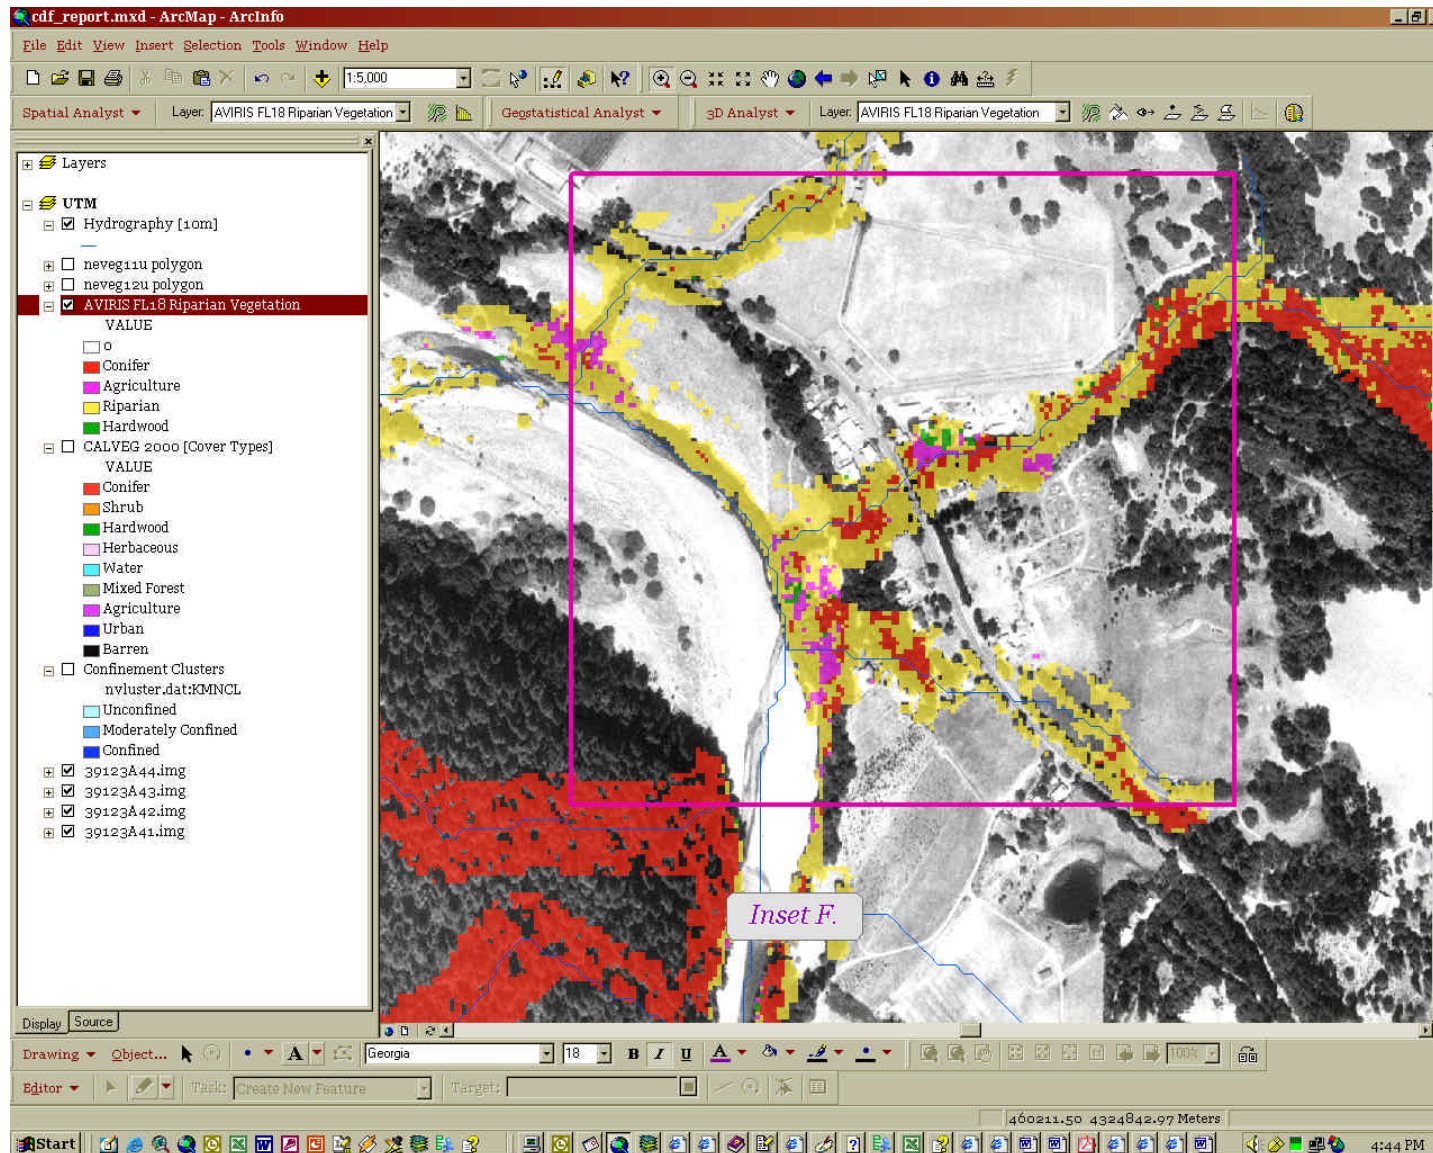 cdf_report.mxd - ArcMap - ArcInfo
File Edit View Insert Selection Tools Window Help
1:5,000
Spatial Analyst Layer: AVIRIS FL18 Riparian Vegetation Geostatistical Analyst 3D Analyst Layer: AVIRIS FL18 Riparian Vegetation
Layers
UTM
Hydrography [10m]
neveg11u polygon
neveg12u polygon
AVIRIS FL18 Riparian Vegetation
VALUE
0
Conifer
Agriculture
Riparian
Hardwood
CALVEG 2000 [Cover Types]
VALUE
Conifer
Shrub
Hardwood
Herbaceous
Water
Mixed Forest
Agriculture
Urban
Barren
Confinement Clusters
nvluster.dat:KMNCL
Unconfined
Moderately Confined
Confined
39123A44.img
39123A43.img
39123A42.img
39123A41.img
Inset F.
Display Source
Drawing Object... A Georgia 18 B I U A 100%
Editor Task: Create New Feature Target:
460211.50 4324842.97 Meters
Start 4:44 PM